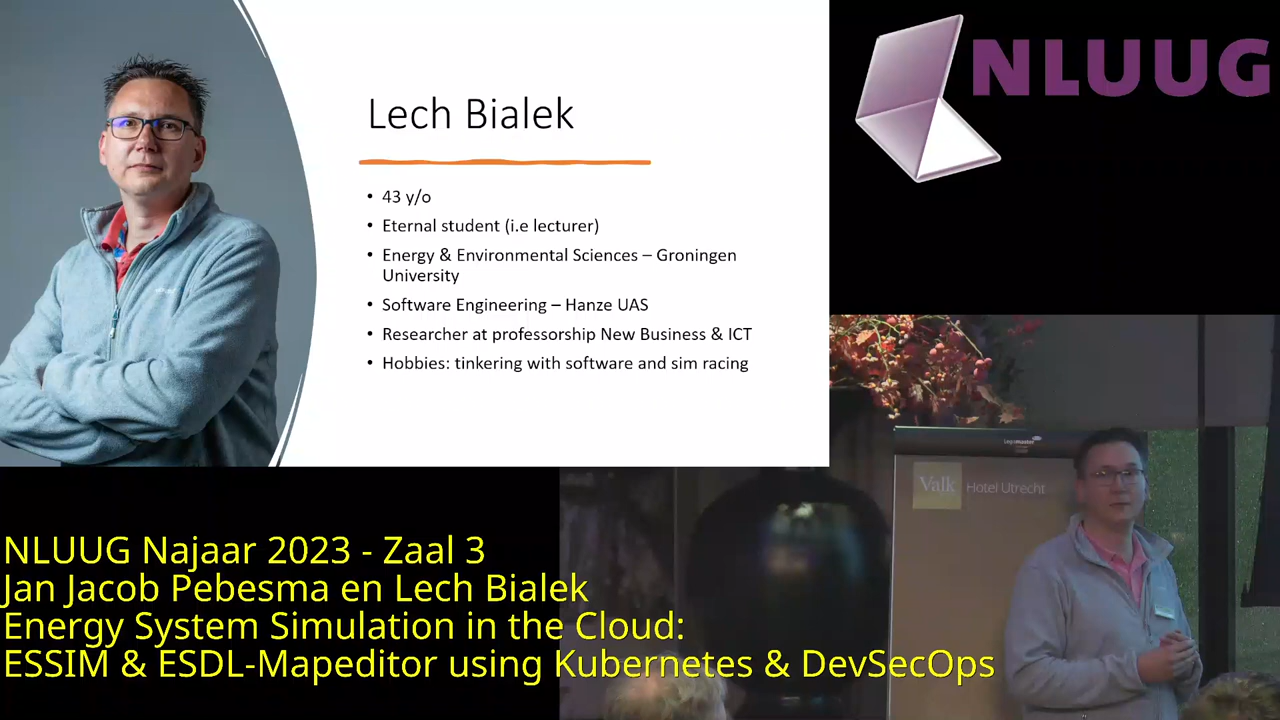 Lech Bialek
• 43 y/o
• Eternal student (i.e lecturer)
• Energy & Environmental Sciences – Groningen
University
• Software Engineering – Hanze UAS
• Researcher at professorship New Business & ICT
• Hobbies: tinkering with software and sim racing
NLUUG
Legamaster
Valk Hotel Utrecht
NLUUG Najaar 2023 - Zaal 3
Jan Jacob Pebesma en Lech Bialek
Energy System Simulation in the Cloud:
ESSIM & ESDL-Mapeditor using Kubernetes & DevSecOps